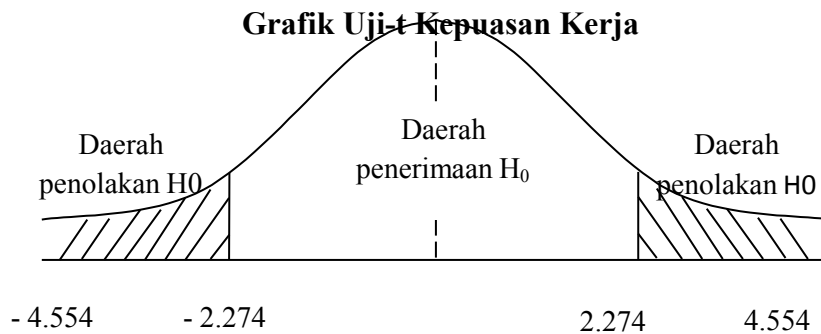 Grafik Uji-t Kepuasan Kerja
Daerah
penolakan H0
Daerah
penerimaan H₀
Daerah
penolakan H0
- 4.554 - 2.274 2.274 4.554